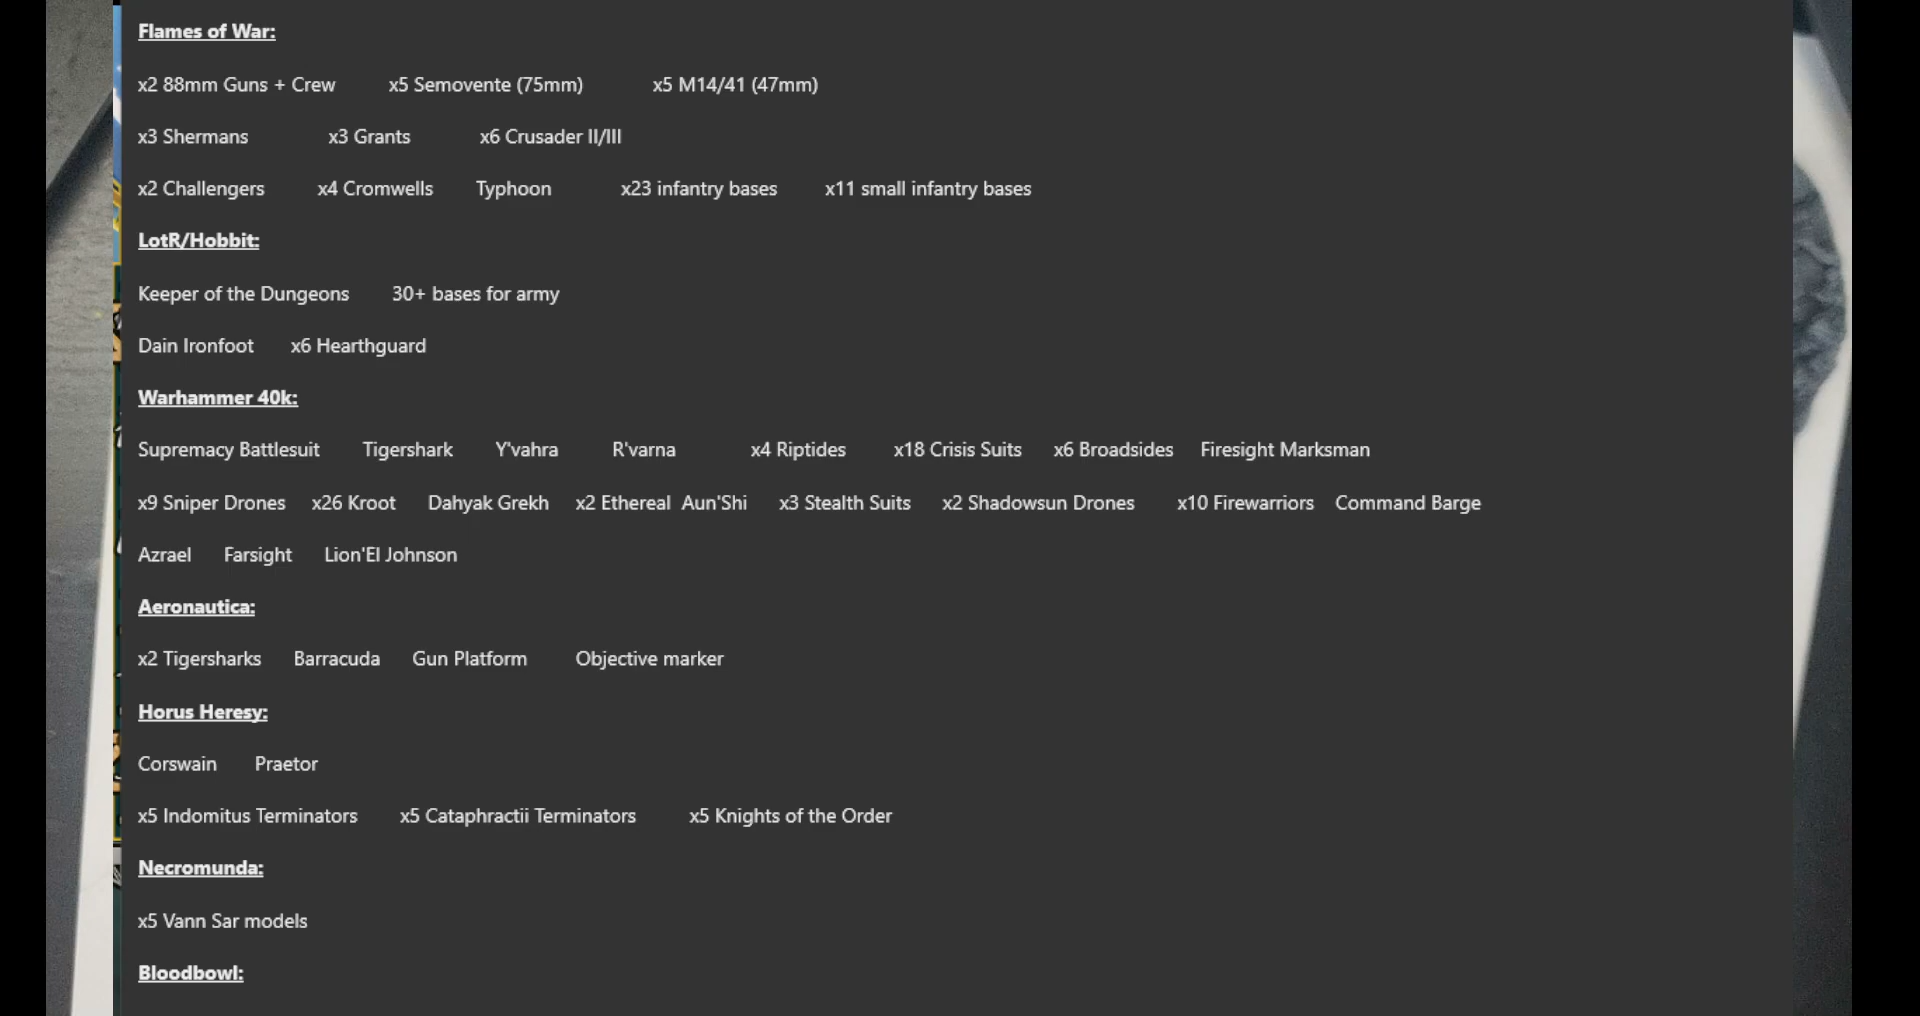 Flames of War:
x2 88mm Guns + Crew x5 Semovente (75mm) x5 M14/41 (47mm)
x3 Shermans x3 Grants x6 Crusader II/III
x2 Challengers x4 Cromwells Typhoon x23 infantry bases x11 small infantry bases
LotR/Hobbit:
Keeper of the Dungeons 30+ bases for army
Dain Ironfoot x6 Hearthguard
Warhammer 40k:
Supremacy Battlesuit Tigershark Y'vahra R'varna x4 Riptides x18 Crisis Suits x6 Broadsides Firesight Marksman
x9 Sniper Drones x26 Kroot Dahyak Grekh x2 Ethereal Aun'Shi x3 Stealth Suits x2 Shadowsun Drones x10 Firewarriors Command Barge
Azrael Farsight Lion'El Johnson
Aeronautica:
x2 Tigersharks Barracuda Gun Platform Objective marker
Horus Heresy:
Corswain Praetor
x5 Indomitus Terminators x5 Cataphractii Terminators x5 Knights of the Order
Necromunda:
x5 Vann Sar models
Bloodbowl: